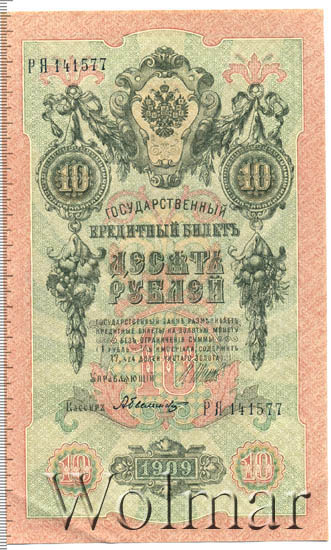 РЯ 141577
10 10
ГОСУДАРСТВЕННЫЙ
КРЕДИТНЫЙ БИЛЕТЪ
ДЕСЯТЬ
РУБЛЕЙ
ГОСУДАРСТВЕННЫЙ БАНКЪ РАЗМѢНИВАЕТЪ
КРЕДИТНЫЕ БИЛЕТЫ НА ЗОЛОТУЮ МОНЕТУ
БЕЗЪ ОГРАНИЧЕНІЯ СУММЫ
1 РУБЛЬ = 1/15 ИМПЕРІАЛА, СОДЕРЖИТЪ
17,424 ДОЛЕЙ ЧИСТАГО ЗОЛОТА
10
Управляющій
Кассиръ
РЯ 141577
10 1909 10
Wolmar